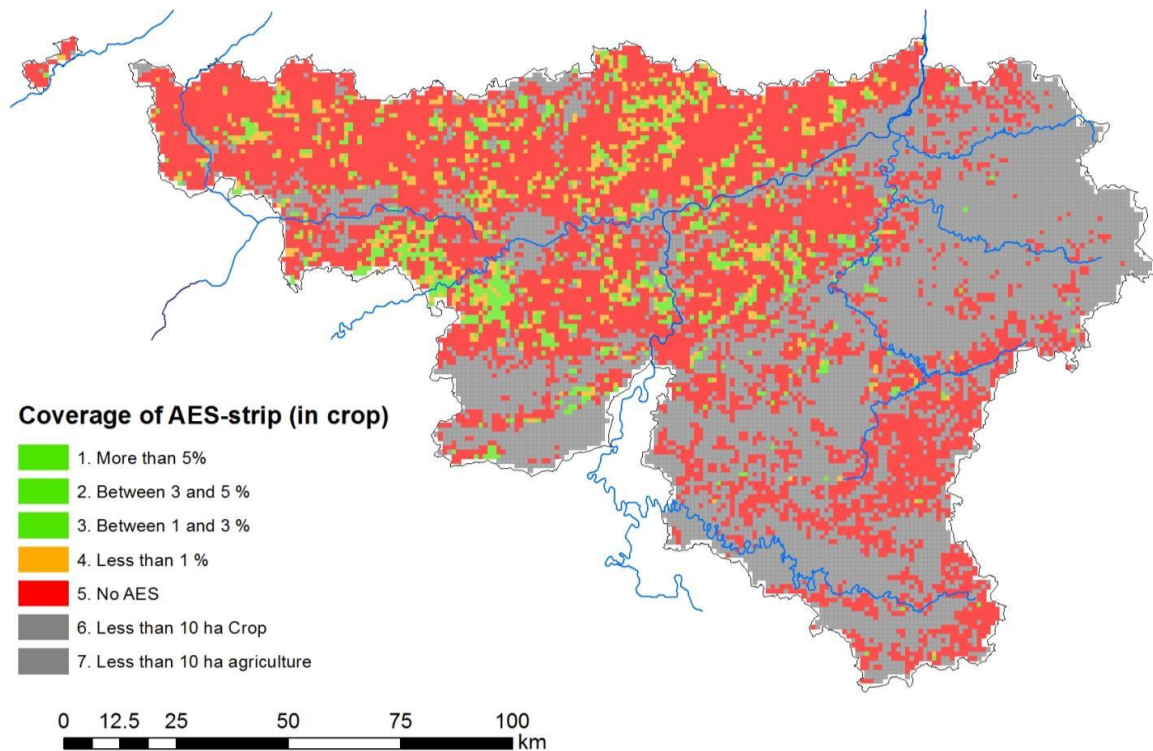 Coverage of AES-strip (in crop)
1. More than 5%
2. Between 3 and 5 %
3. Between 1 and 3 %
4. Less than 1 %
5. No AES
6. Less than 10 ha Crop
7. Less than 10 ha agriculture
0 12.5 25 50 75 100
km